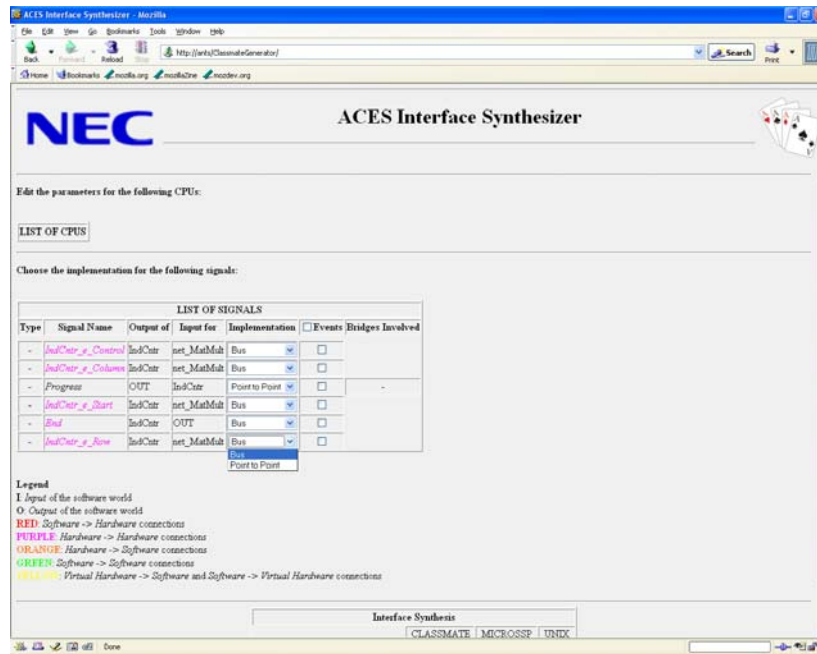 ACES Interface Synthesizer - Mozilla
File Edit View Go Bookmarks Tools Window Help
Back Forward Reload Stop http://ants/ClassmateGenerator/ Search Print
Home Bookmarks mozilla.org mozillaZine mozdev.org
NEC
ACES Interface Synthesizer
Edit the parameters for the following CPUs:
LIST OF CPUS
Choose the implementation for the following signals:
LIST OF SIGNALS
Type Signal Name Output of Input for Implementation Events Bridges Involved
- IndCntr_e_Control IndCntr net_MatMult Bus
- IndCntr_e_Column IndCntr net_MatMult Bus
- Progress OUT IndCntr Point to Point -
- IndCntr_e_Start IndCntr net_MatMult Bus
- End IndCntr OUT Bus
- IndCntr_e_Row IndCntr net_MatMult Bus
Bus
Point to Point
Legend
I: Input of the software world
O: Output of the software world
RED: Software -> Hardware connections
PURPLE: Hardware -> Hardware connections
ORANGE: Hardware -> Software connections
GREEN: Software -> Software connections
YELLOW: Virtual Hardware -> Software and Software -> Virtual Hardware connections
Interface Synthesis
CLASSMATE MICROSSP UNIX
Done